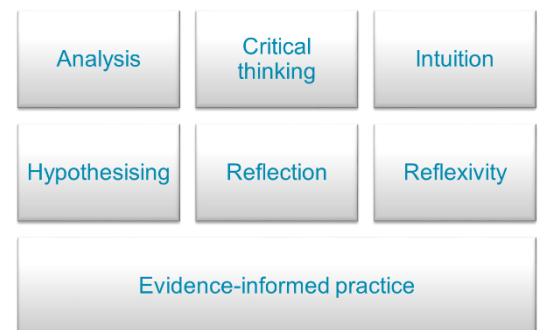 Analysis
Critical
thinking
Intuition
Hypothesising
Reflection
Reflexivity
Evidence-informed practice